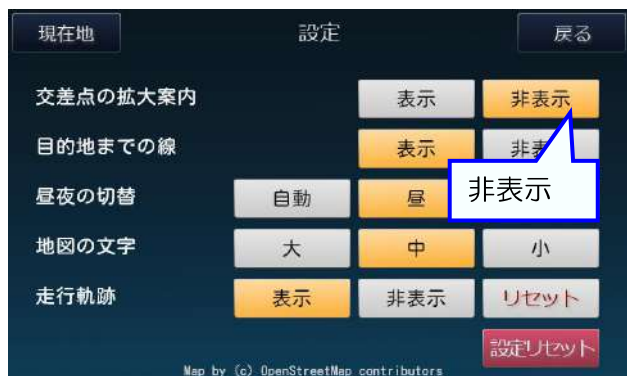 現在地 設定 戻る
交差点の拡大案内 表示 非表示
目的地までの線 表示
昼夜の切替 自動 昼
非表示
地図の文字 大 中 小
走行軌跡 表示 非表示 リセット
設定リセット
Map by (c) OpenStreetMap contributors